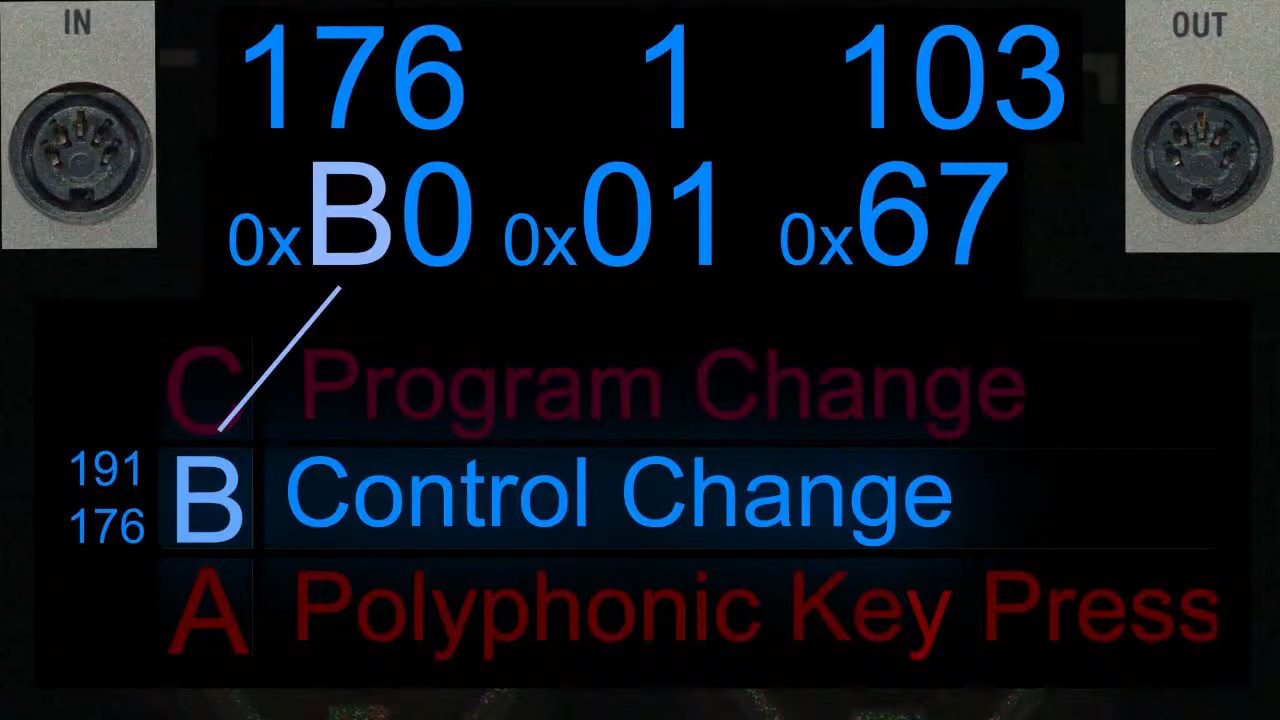 IN
OUT
176 1 103
0xB0 0x01 0x67
C Program Change
191
176
B Control Change
A Polyphonic Key Press